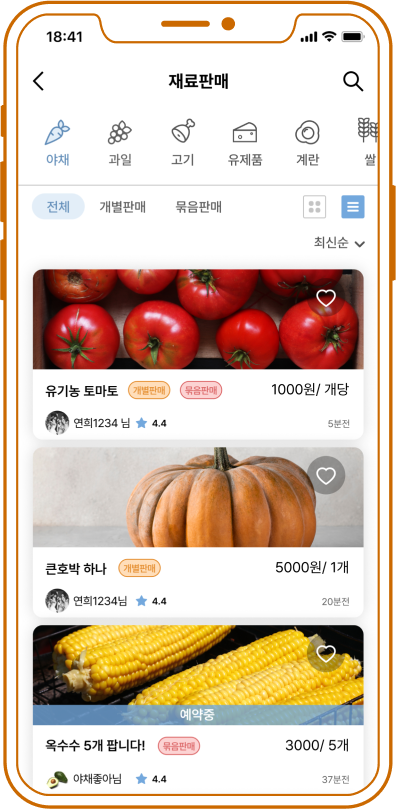 18:41
재료판매
야채 과일 고기 유제품 계란 쌀
전체 개별판매 묶음판매
최신순
유기농 토마토 개별판매 묶음판매 1000원/ 개당
연희1234 님 4.4 5분전
큰호박 하나 개별판매 5000원/ 1개
연희1234님 4.4 20분전
예약중
옥수수 5개 팝니다! 묶음판매 3000/ 5개
야채좋아님 4.4 37분전